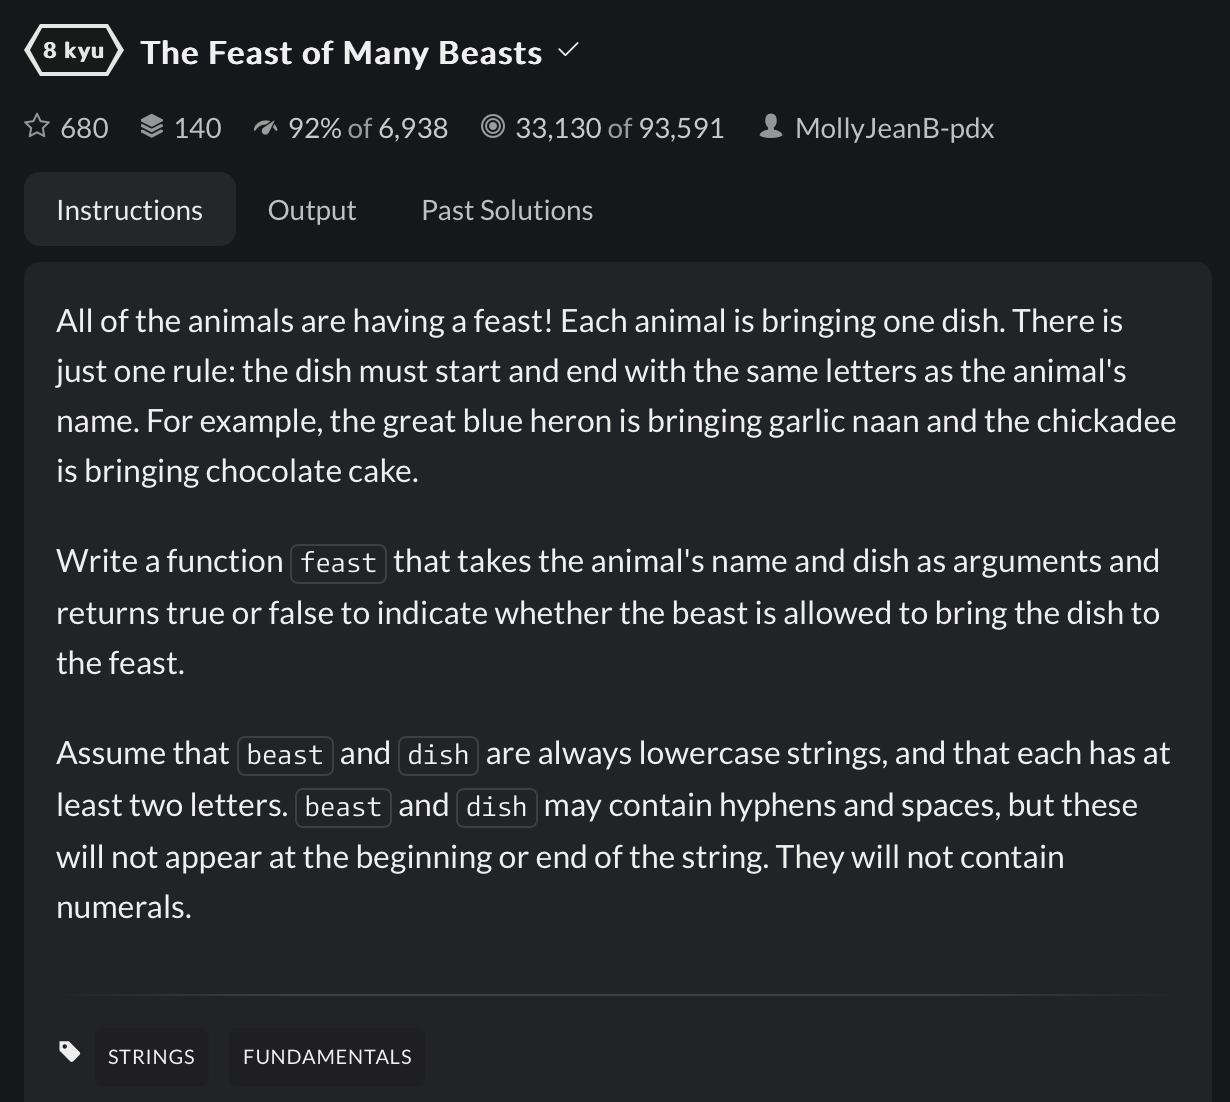 8 kyu The Feast of Many Beasts
680 140 92% of 6,938 33,130 of 93,591 MollyJeanB-pdx
Instructions Output Past Solutions
All of the animals are having a feast! Each animal is bringing one dish. There is
just one rule: the dish must start and end with the same letters as the animal's
name. For example, the great blue heron is bringing garlic naan and the chickadee
is bringing chocolate cake.
Write a function feast that takes the animal's name and dish as arguments and
returns true or false to indicate whether the beast is allowed to bring the dish to
the feast.
Assume that beast and dish are always lowercase strings, and that each has at
least two letters. beast and dish may contain hyphens and spaces, but these
will not appear at the beginning or end of the string. They will not contain
numerals.
STRINGS FUNDAMENTALS